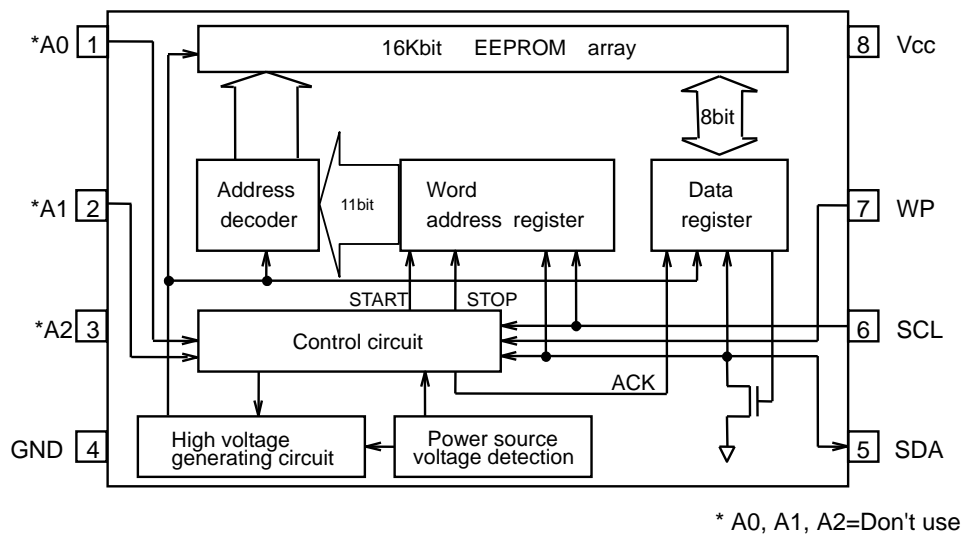 *A0 1
16Kbit EEPROM array
8 Vcc
8bit
*A1 2
Address
decoder
11bit
Word
address register
Data
register
7 WP
START
STOP
*A2 3
Control circuit
6 SCL
ACK
GND 4
High voltage
generating circuit
Power source
voltage detection
5 SDA
* A0, A1, A2=Don't use